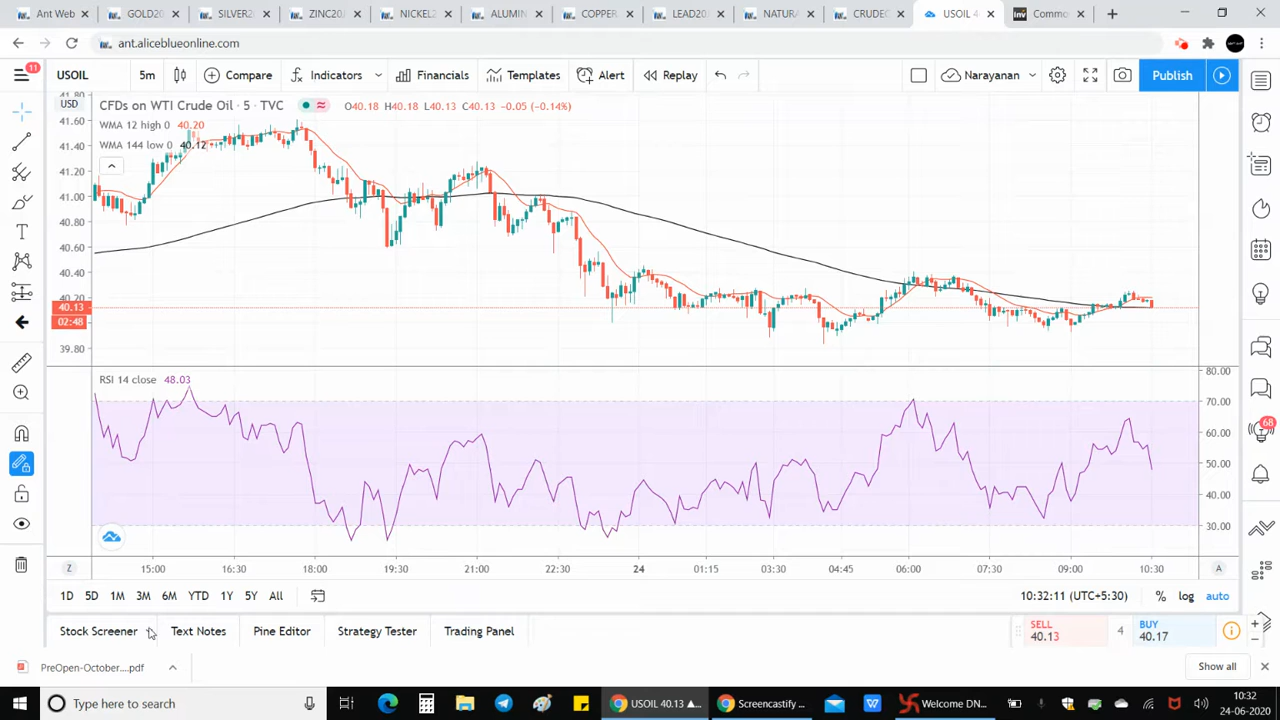 Ant Web
GOLD20
SILVER2
ZINC20
NICKEL2
ALUMIN
COPPER
LEAD20
NATURA
CRUDEC
USOIL 4
Commo
ant.aliceblueonline.com
11
USOIL
5m
Compare
Indicators
Financials
Templates
Alert
Replay
Narayanan
Publish
41.80
USD
CFDs on WTI Crude Oil · 5 · TVC
O40.18 H40.18 L40.13 C40.13 -0.05 (-0.14%)
41.60
WMA 12 high 0 40.20
41.40
WMA 144 low 0 40.12
41.20
41.00
40.80
40.60
40.40
40.20
40.13
02:48
39.80
RSI 14 close 48.03
80.00
70.00
60.00
50.00
40.00
30.00
68
Z
15:00
16:30
18:00
19:30
21:00
22:30
24
01:15
03:30
04:45
06:00
07:30
09:00
10:30
A
1D
5D
1M
3M
6M
YTD
1Y
5Y
All
10:32:11 (UTC+5:30)
%
log
auto
Stock Screener
Text Notes
Pine Editor
Strategy Tester
Trading Panel
SELL
40.13
4
BUY
40.17
PreOpen-October....pdf
Show all
Type here to search
USOIL 40.13 ▲...
Screencastify ...
Welcome DN...
10:32
24-06-2020